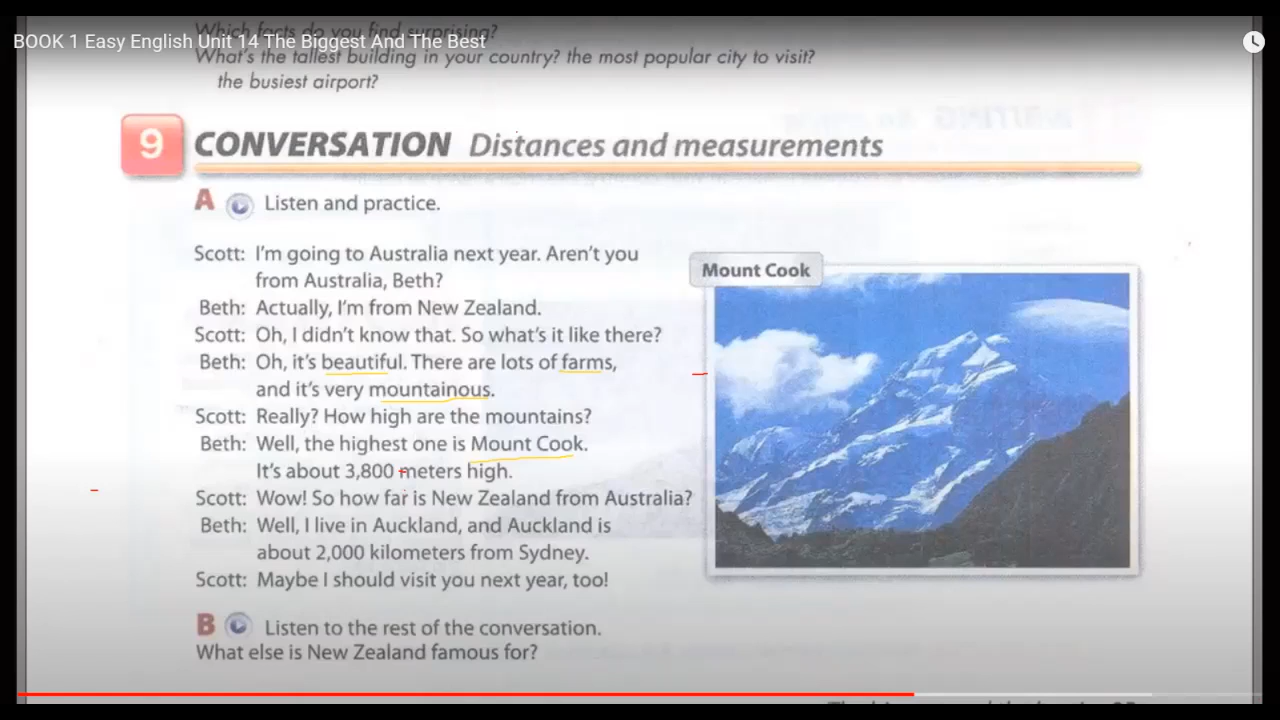 Which facts do you find surprising?
BOOK 1 Easy English Unit 14 The Biggest And The Best
What's the tallest building in your country? the most popular city to visit?
the busiest airport?
9 CONVERSATION Distances and measurements
A Listen and practice.
Scott: I'm going to Australia next year. Aren't you
from Australia, Beth?
Beth: Actually, I'm from New Zealand.
Scott: Oh, I didn't know that. So what's it like there?
Beth: Oh, it's beautiful. There are lots of farms,
and it's very mountainous.
Scott: Really? How high are the mountains?
Beth: Well, the highest one is Mount Cook.
It's about 3,800 meters high.
Scott: Wow! So how far is New Zealand from Australia?
Beth: Well, I live in Auckland, and Auckland is
about 2,000 kilometers from Sydney.
Scott: Maybe I should visit you next year, too!
Mount Cook
B Listen to the rest of the conversation.
What else is New Zealand famous for?